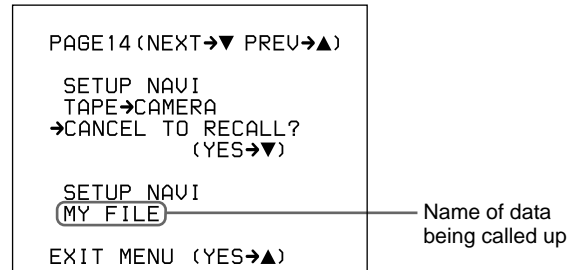 PAGE14(NEXT→▼ PREV→▲)
SETUP NAVI
TAPE→CAMERA
→CANCEL TO RECALL?
(YES→▼)
SETUP NAVI
MY FILE
Name of data
being called up
EXIT MENU (YES→▲)